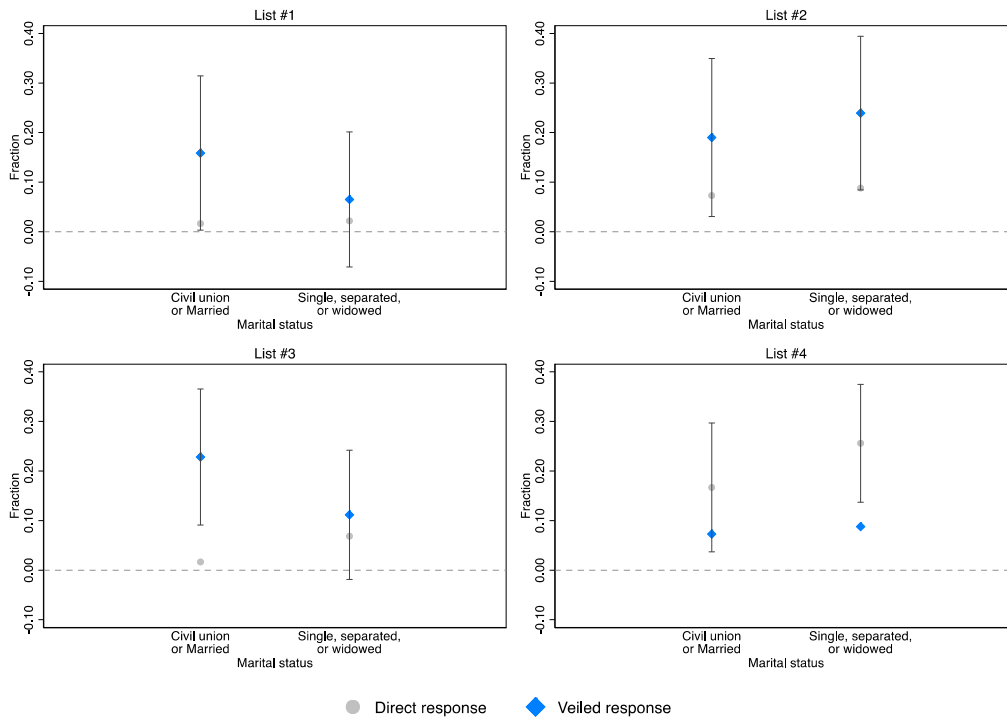 List #1
Fraction
0.40
0.30
0.20
0.10
0.00
-0.10
Civil union
or Married
Single, separated,
or widowed
Marital status
List #2
Fraction
0.40
0.30
0.20
0.10
0.00
-0.10
Civil union
or Married
Single, separated,
or widowed
Marital status
List #3
Fraction
0.40
0.30
0.20
0.10
0.00
-0.10
Civil union
or Married
Single, separated,
or widowed
Marital status
List #4
Fraction
0.40
0.30
0.20
0.10
0.00
-0.10
Civil union
or Married
Single, separated,
or widowed
Marital status
Direct response
Veiled response